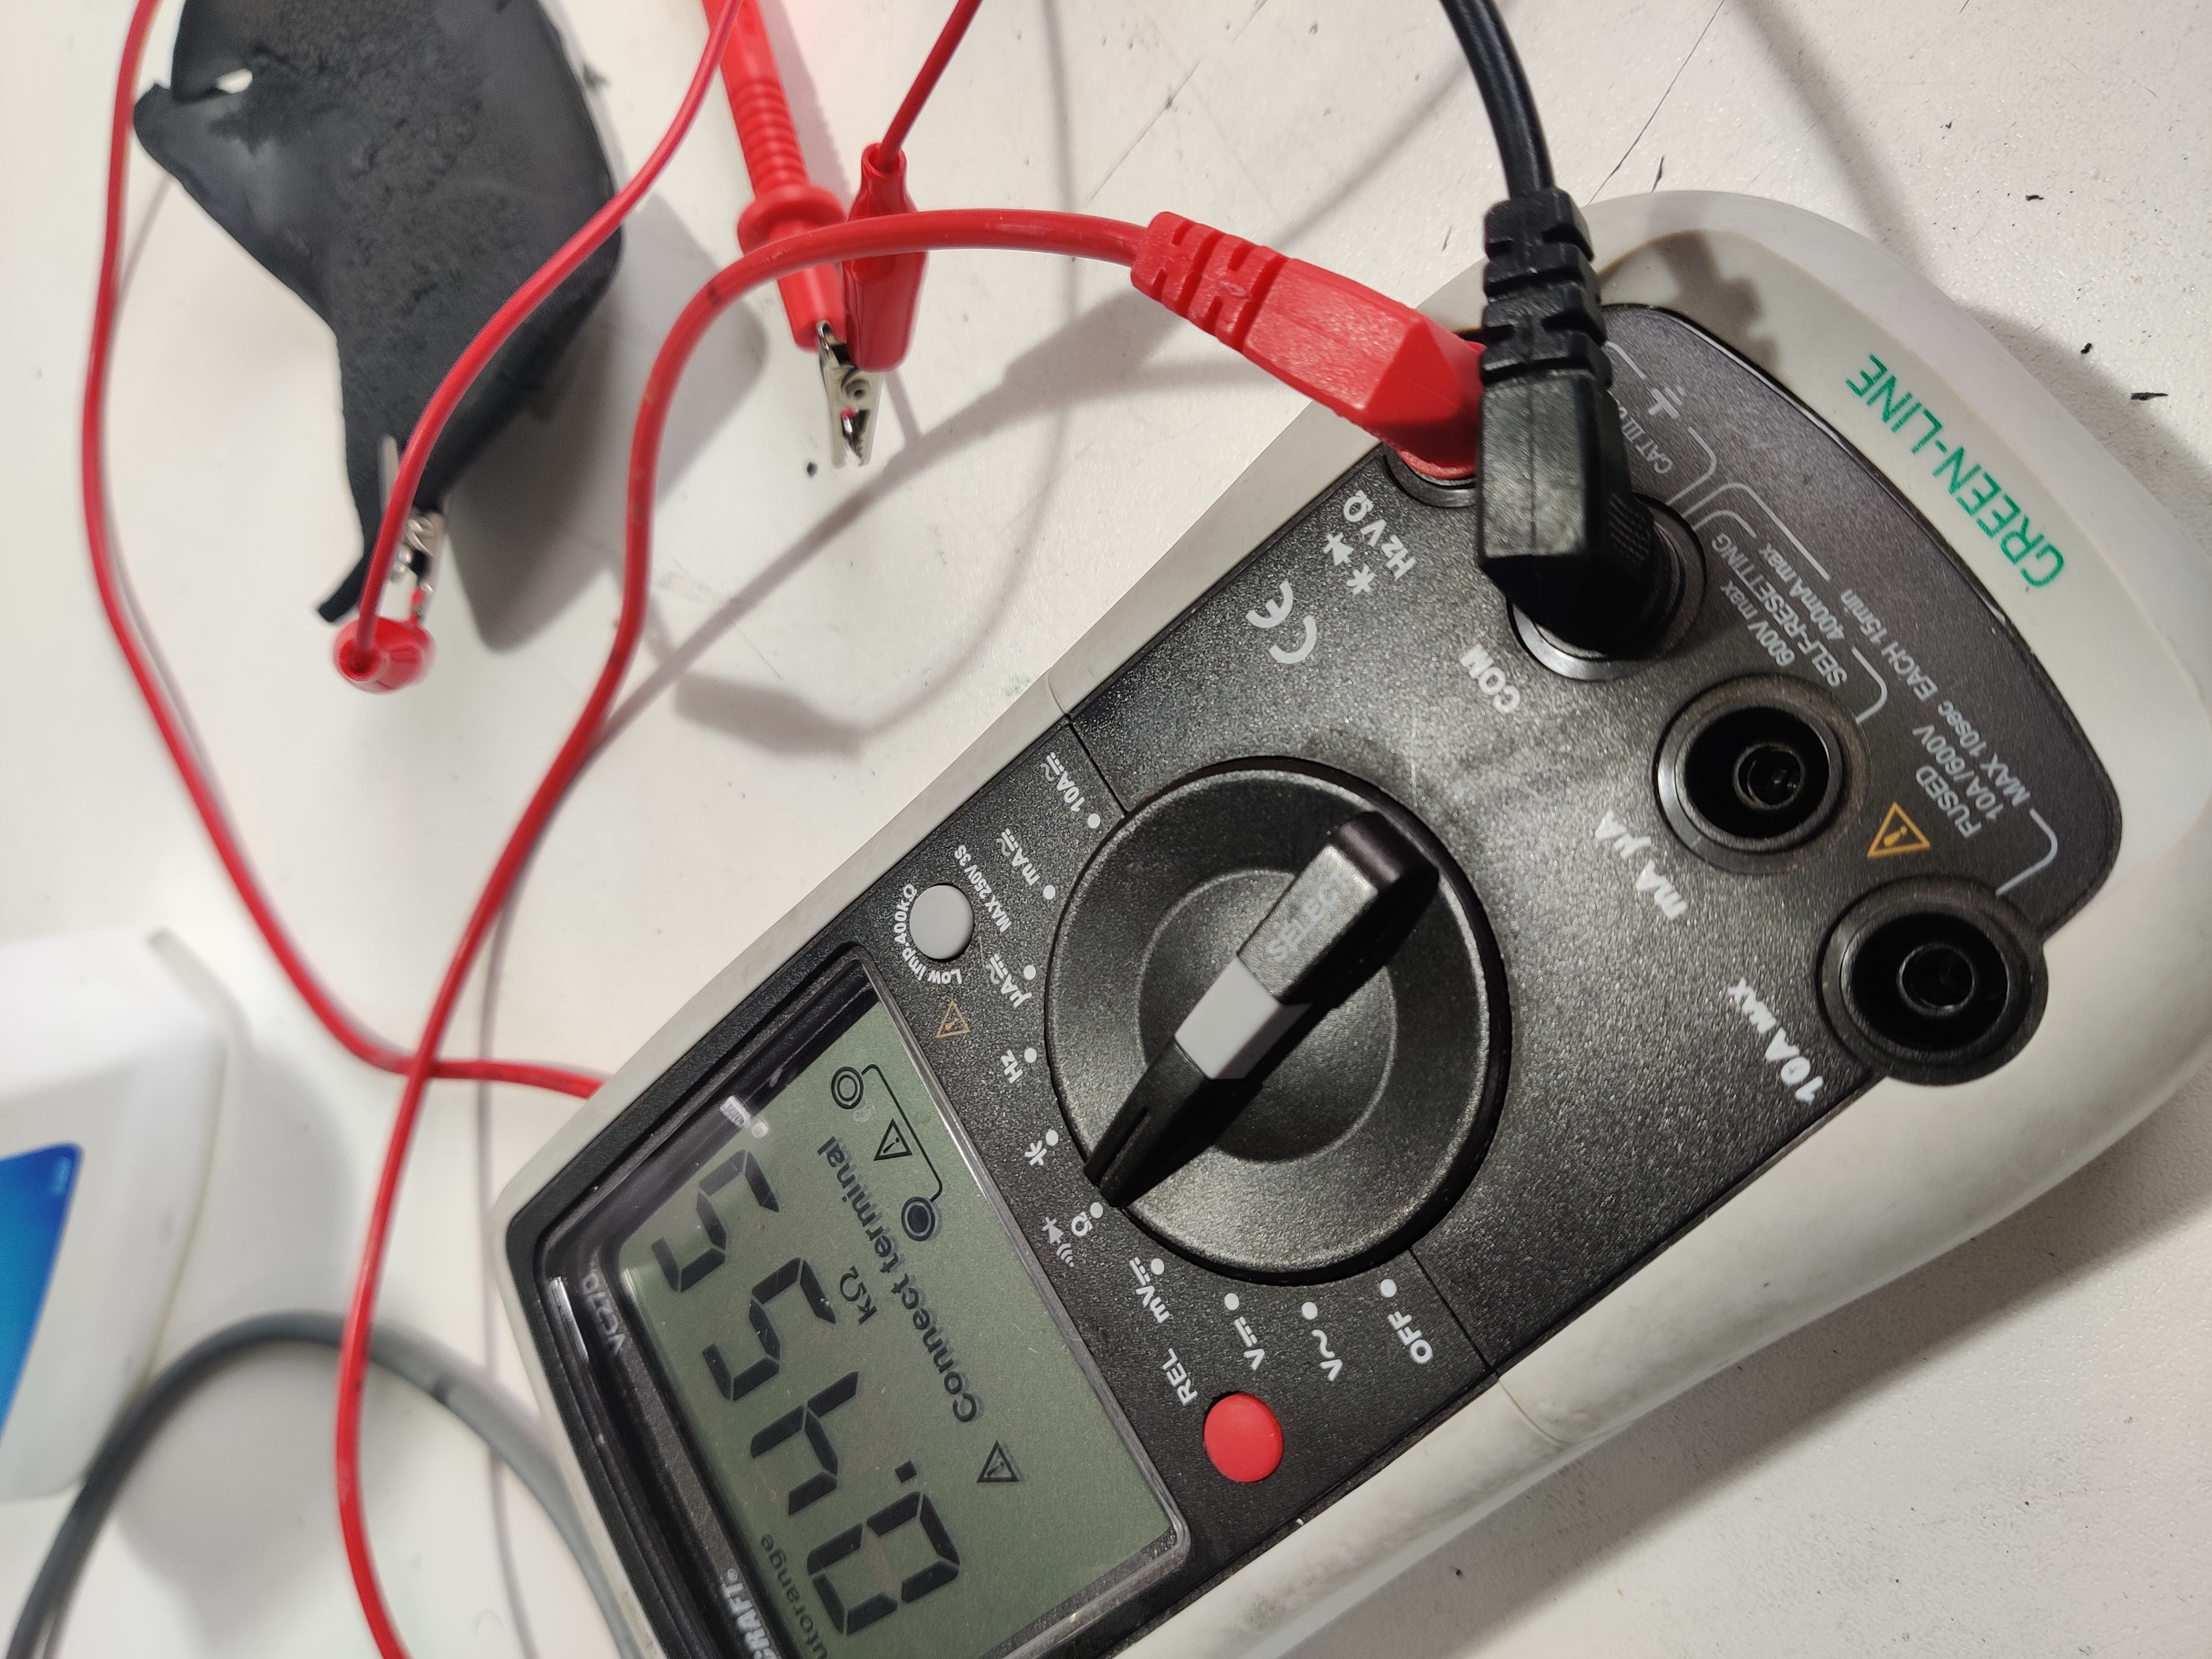 VC270
CRAFT®
utorange
0.455
kΩ
Connect terminal
Low imp.400kΩ
MAX 250V 3S
OFF
V
V
mV
Ω
Hz
µA
mA
10A
REL
SELECT
CE
Hz V Ω
COM
mA µA
10A MAX
CAT III
600V max
SELF-RESETTING
400mA max
FUSED
10A/600V
MAX 10sec EACH 15min
GREEN-LINE